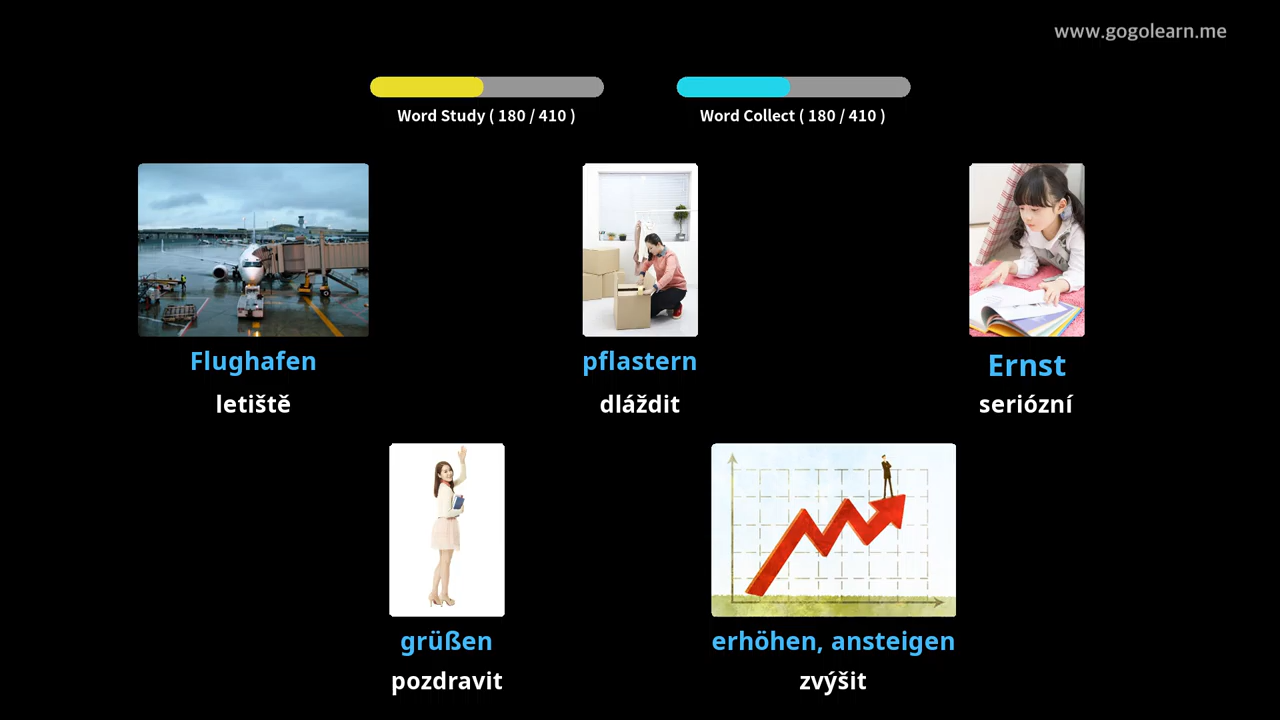 www.gogolearn.me
Word Study ( 180 / 410 )
Word Collect ( 180 / 410 )
Flughafen
letiště
pflastern
dláždit
Ernst
seriózní
grüßen
pozdravit
erhöhen, ansteigen
zvýšit